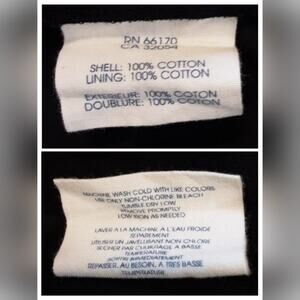 RN 66170
CA 32054
SHELL: 100% COTTON
LINING: 100% COTTON
EXTERIEUR: 100% COTON
DOUBLURE: 100% COTON
MACHINE WASH COLD WITH LIKE COLORS
USE ONLY NON-CHLORINE BLEACH
TUMBLE DRY LOW
REMOVE PROMPTLY
LOW IRON AS NEEDED
LAVER A LA MACHINE A L'EAU FROIDE
SEPAREMENT
UTILISER UN JAVELLISANT NON CHLORE
SECHER PAR CULBUTAGE A BASSE
TEMPERATURE
SORTIR IMMEDIATEMENT
REPASSER, AU BESOIN, A TRES BASSE
TEMPERATURE